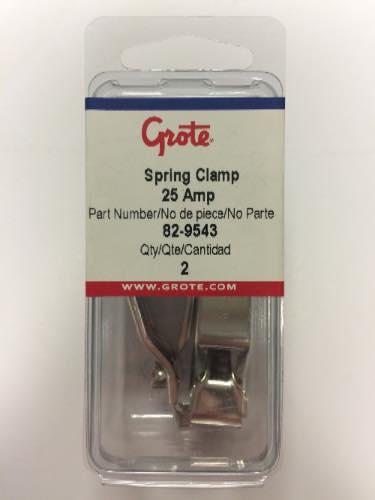 Grote
Spring Clamp
25 Amp
Part Number/No de piece/No Parte
82-9543
Qty/Qte/Cantidad
2
WWW.GROTE.COM